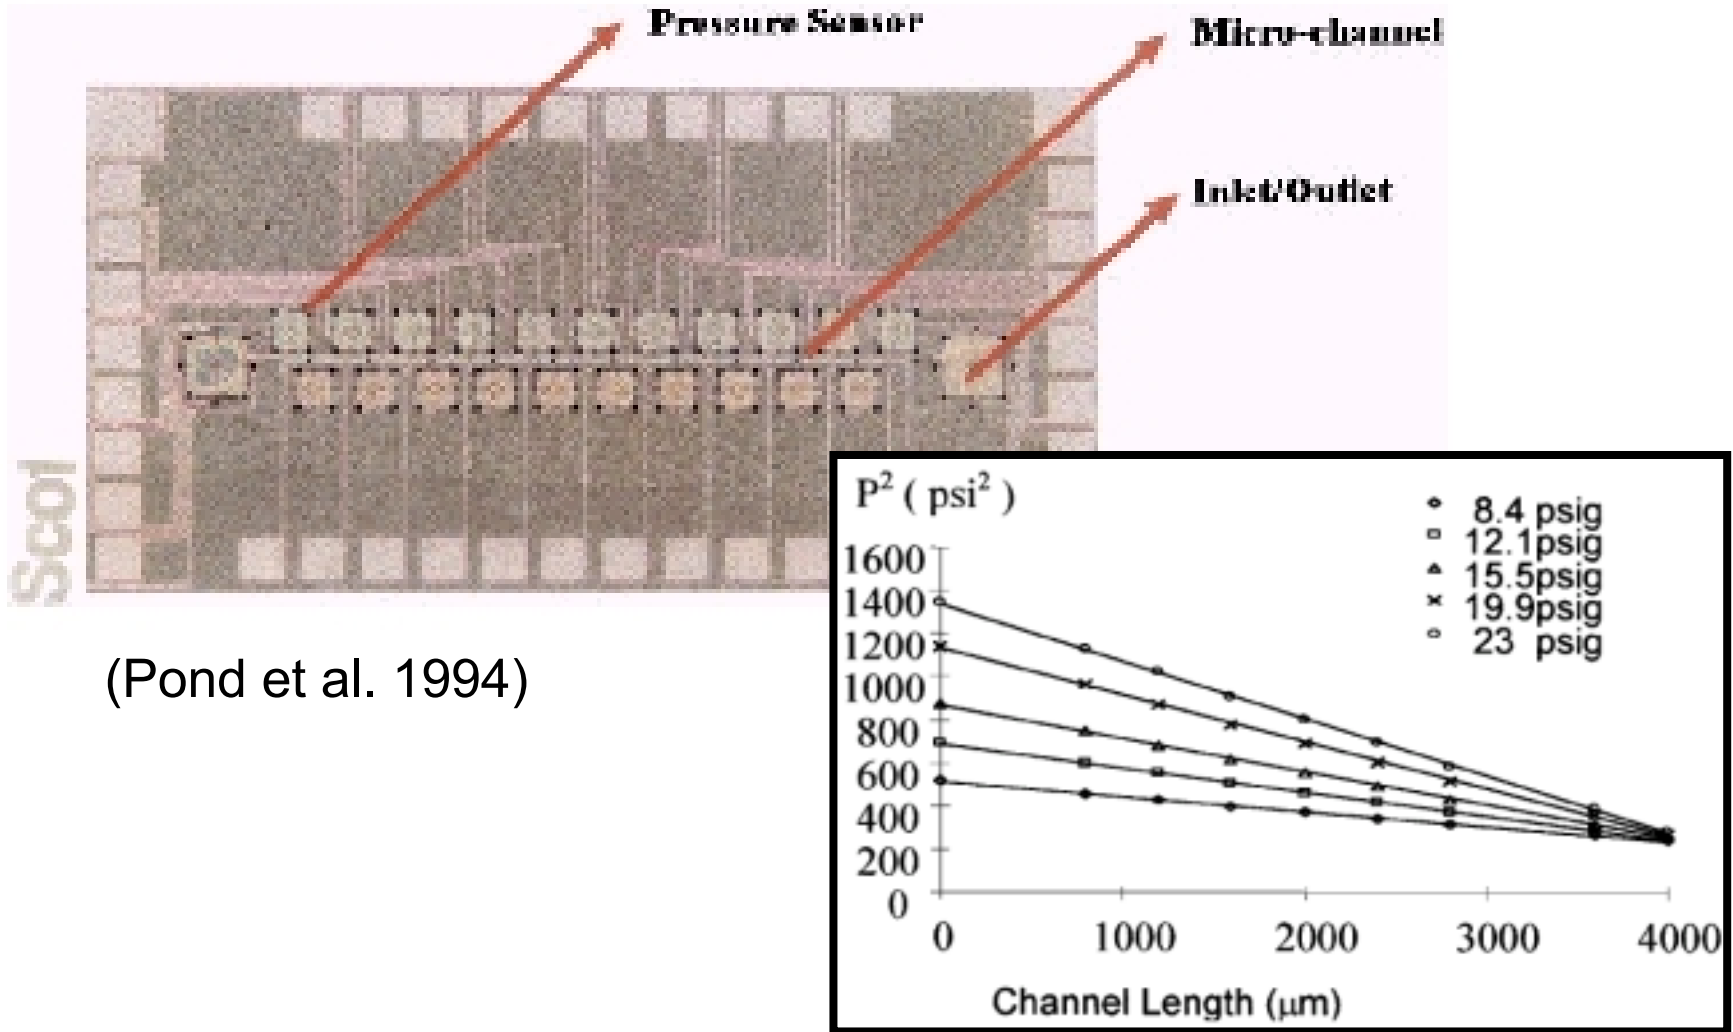 Pressure Sensor
Micro-channel
Inlet/Outlet
Scol
(Pond et al. 1994)
P² ( psi² )
8.4 psig
12.1psig
15.5psig
19.9psig
23 psig
1600
1400
1200
1000
800
600
400
200
0
0 1000 2000 3000 4000
Channel Length (μm)